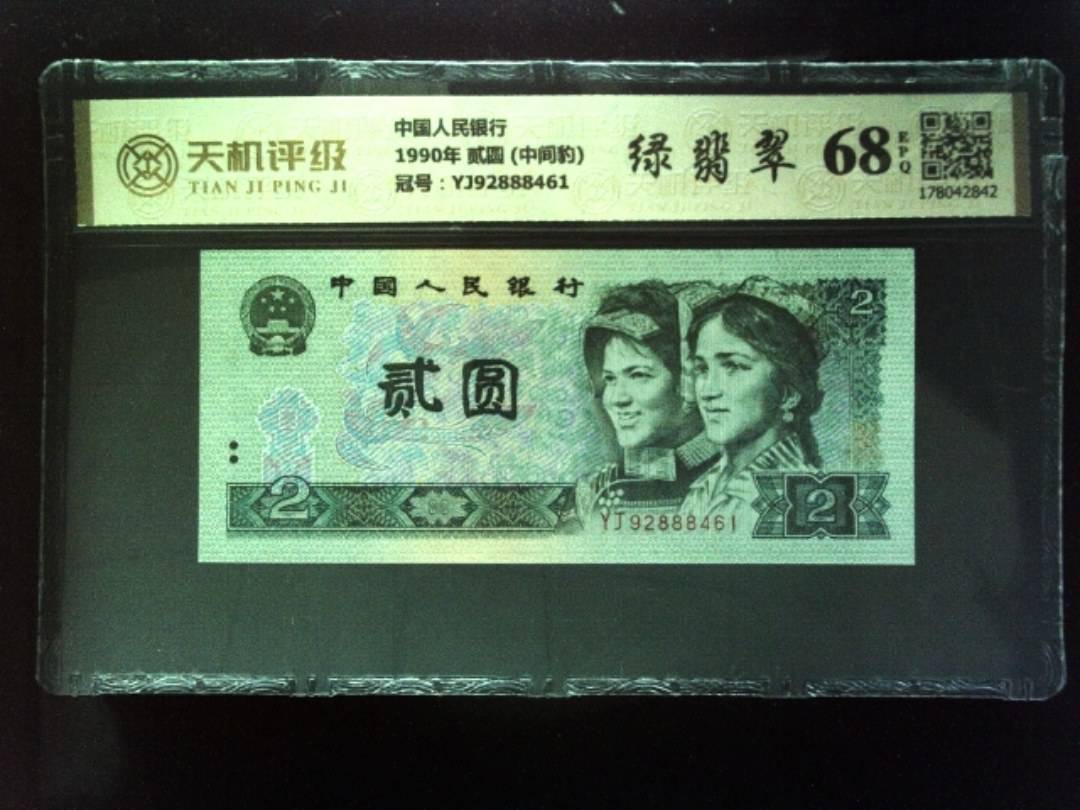 天机评级
TIAN JI PING JI
中国人民银行
1990年 贰圆 (中间豹)
冠号：YJ92888461
绿翡翠
68
EPQ
178042842
中國人民銀行
贰圆
2
2
YJ92888461
2